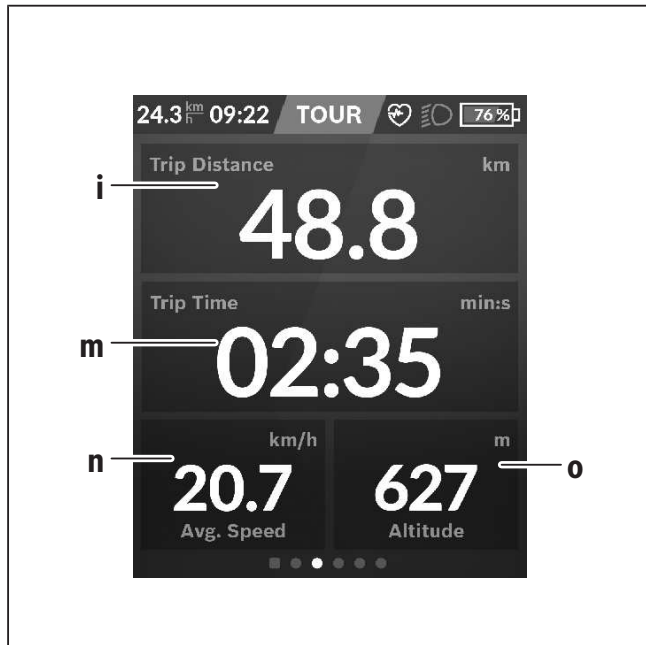 24.3 km/h 09:22 TOUR 76 %
Trip Distance km
i
48.8
Trip Time min:s
m
02:35
km/h m
n o
20.7 627
Avg. Speed Altitude